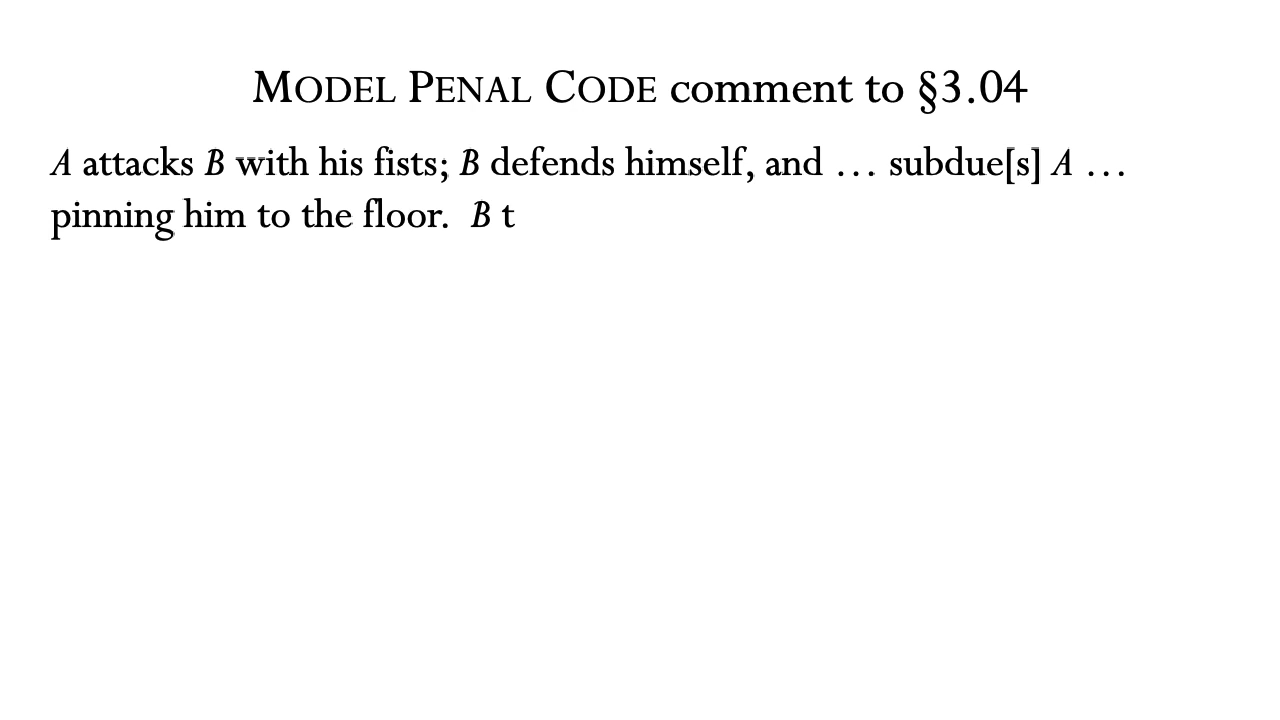 MODEL PENAL CODE comment to §3.04
A attacks B with his fists; B defends himself, and … subdue[s] A …
pinning him to the floor. B t